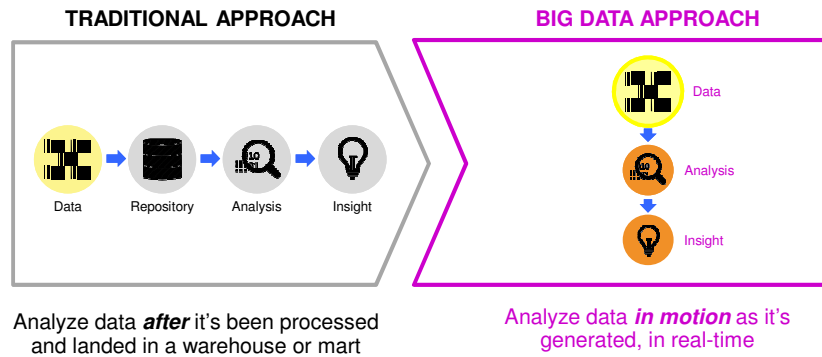 TRADITIONAL APPROACH
Data
Repository
Analysis
Insight
Analyze data after it's been processed
and landed in a warehouse or mart
BIG DATA APPROACH
Data
Analysis
Insight
Analyze data in motion as it's
generated, in real-time